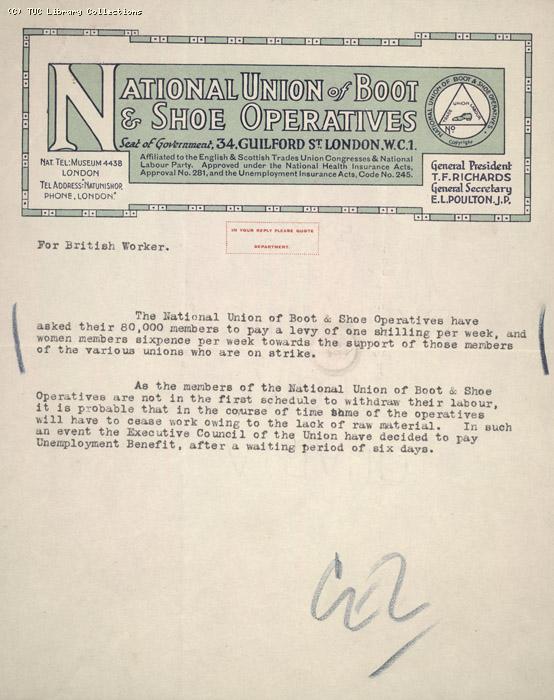 (C) TUC Library Collections
NATIONAL UNION of BOOT
& SHOE OPERATIVES
Seat of Government, 34, GUILFORD ST. LONDON, W.C.1.
Affiliated to the English & Scottish Trades Union Congresses & National
Labour Party. Approved under the National Health Insurance Acts,
Approval No. 281, and the Unemployment Insurance Acts, Code No. 245.
NAT. TEL: MUSEUM 4438
LONDON
TEL ADDRESS: "NATUNISHOP,
PHONE, LONDON."
NATIONAL UNION OF BOOT & SHOE OPERATIVES
TRADE UNION LABOR
No
Copyright
General President
T.F. RICHARDS
General Secretary
E.L. POULTON. J.P.
IN YOUR REPLY PLEASE QUOTE
DEPARTMENT.
For British Worker.
The National Union of Boot & Shoe Operatives have
asked their 80,000 members to pay a levy of one shilling per week, and
women members sixpence per week towards the support of those members
of the various unions who are on strike.
As the members of the National Union of Boot & Shoe
Operatives are not in the first schedule to withdraw their labour,
it is probable that in the course of time some of the operatives
will have to cease work owing to the lack of raw material. In such
an event the Executive Council of the Union have decided to pay
Unemployment Benefit, after a waiting period of six days.